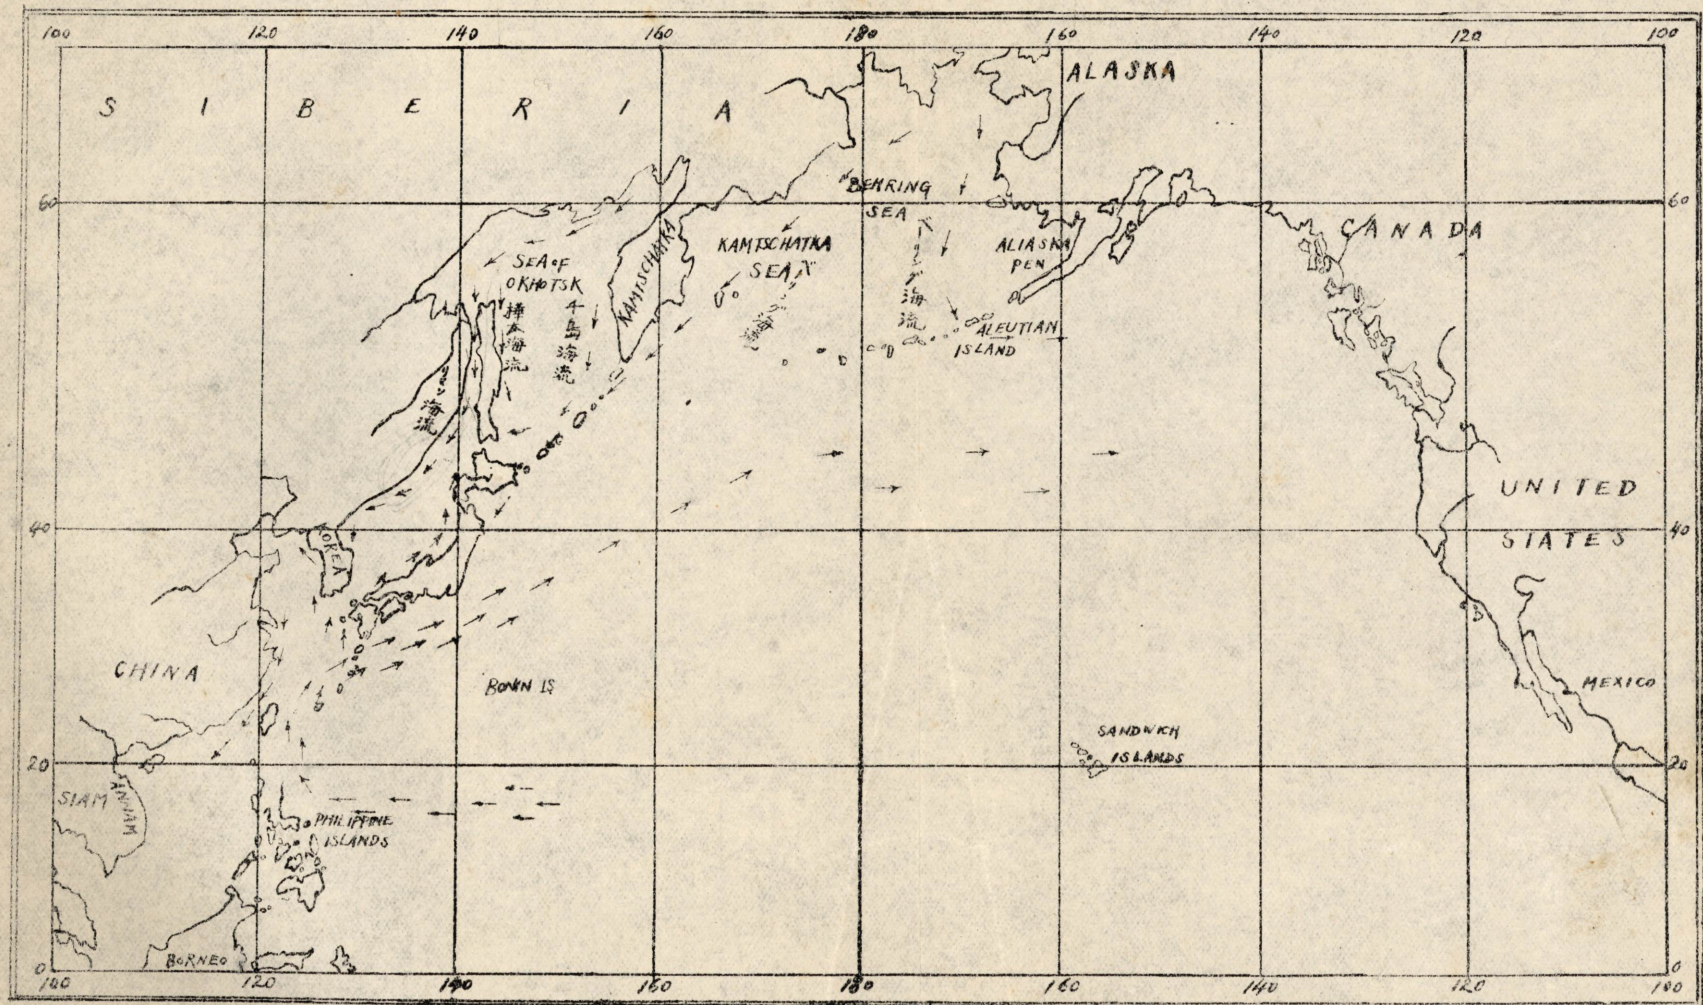 100 120 140 160 180 160 140 120 100
ALASKA
S I B E R I A
BEHRING
SEA
60 60
CANADA
KAMTSCHATKA
SEA
ALIASKA
PEN
SEA OF
OKHOTSK
KAMTSCHATKA
樺太海流
千島海流
海流
海流
海流
ALEUTIAN
ISLAND
UNITED
STATES
40 40
KOREA
CHINA
BONIN IS
MEXICO
SANDWICH
ISLANDS
20 20
SIAM
ANNAM
PHILIPPINE
ISLANDS
BORNEO
0 0
100 120 140 160 180 160 140 120 100